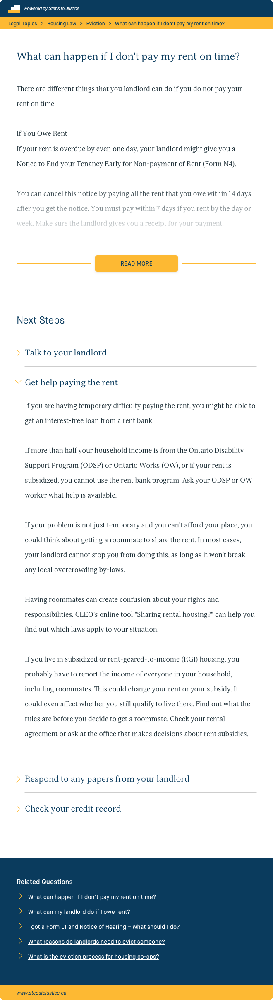 Powered by Steps to Justice
Legal Topics > Housing Law > Eviction > What can happen if I don't pay my rent on time?
What can happen if I don't pay my rent on time?
There are different things that you landlord can do if you do not pay your
rent on time.
If You Owe Rent
If your rent is overdue by even one day, your landlord might give you a
Notice to End your Tenancy Early for Non-payment of Rent (Form N4).
You can cancel this notice by paying all the rent that you owe within 14 days
after you get the notice. You must pay within 7 days if you rent by the day or
week. Make sure the landlord gives you a receipt for your payment.
READ MORE
Next Steps
Talk to your landlord
Get help paying the rent
If you are having temporary difficulty paying the rent, you might be able to
get an interest-free loan from a rent bank.
If more than half your household income is from the Ontario Disability
Support Program (ODSP) or Ontario Works (OW), or if your rent is
subsidized, you cannot use the rent bank program. Ask your ODSP or OW
worker what help is available.
If your problem is not just temporary and you can't afford your place, you
could think about getting a roommate to share the rent. In most cases,
your landlord cannot stop you from doing this, as long as it won't break
any local overcrowding by-laws.
Having roommates can create confusion about your rights and
responsibilities. CLEO's online tool "Sharing rental housing?" can help you
find out which laws apply to your situation.
If you live in subsidized or rent-geared-to-income (RGI) housing, you
probably have to report the income of everyone in your household,
including roommates. This could change your rent or your subsidy. It
could even affect whether you still qualify to live there. Find out what the
rules are before you decide to get a roommate. Check your rental
agreement or ask at the office that makes decisions about rent subsidies.
Respond to any papers from your landlord
Check your credit record
Related Questions
What can happen if I don't pay my rent on time?
What can my landlord do if I owe rent?
I got a Form L1 and Notice of Hearing – what should I do?
What reasons do landlords need to evict someone?
What is the eviction process for housing co-ops?
www.stepstojustice.ca